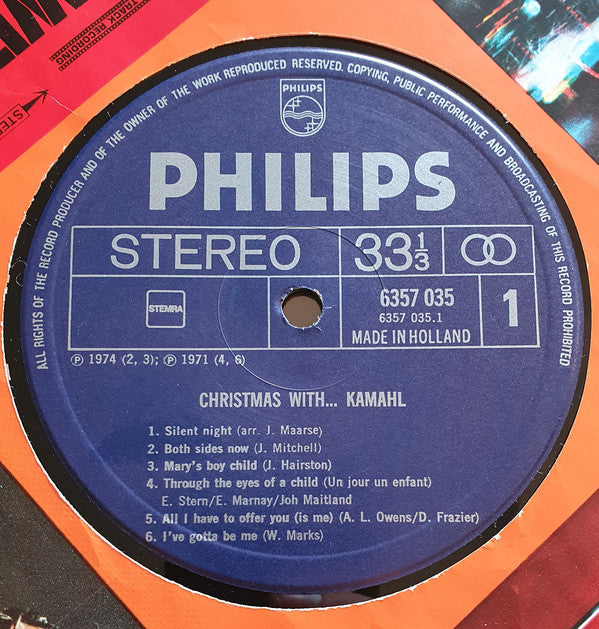 TRACK RECORDING
ALL RIGHTS OF THE RECORD PRODUCER AND OF THE OWNER OF THE WORK REPRODUCED RESERVED. COPYING, PUBLIC PERFORMANCE AND BROADCASTING OF THIS RECORD PROHIBITED
PHILIPS
PHILIPS
STEREO 33⅓
STEMRA 6357 035 1
6357 035.1
MADE IN HOLLAND
Ⓟ 1974 (2, 3); Ⓟ 1971 (4, 6)
CHRISTMAS WITH... KAMAHL
1. Silent night (arr. J. Maarse)
2. Both sides now (J. Mitchell)
3. Mary's boy child (J. Hairston)
4. Through the eyes of a child (Un jour un enfant)
E. Stern/E. Marnay/Joh Maitland
5. All I have to offer you (is me) (A. L. Owens/D. Frazier)
6. I've gotta be me (W. Marks)